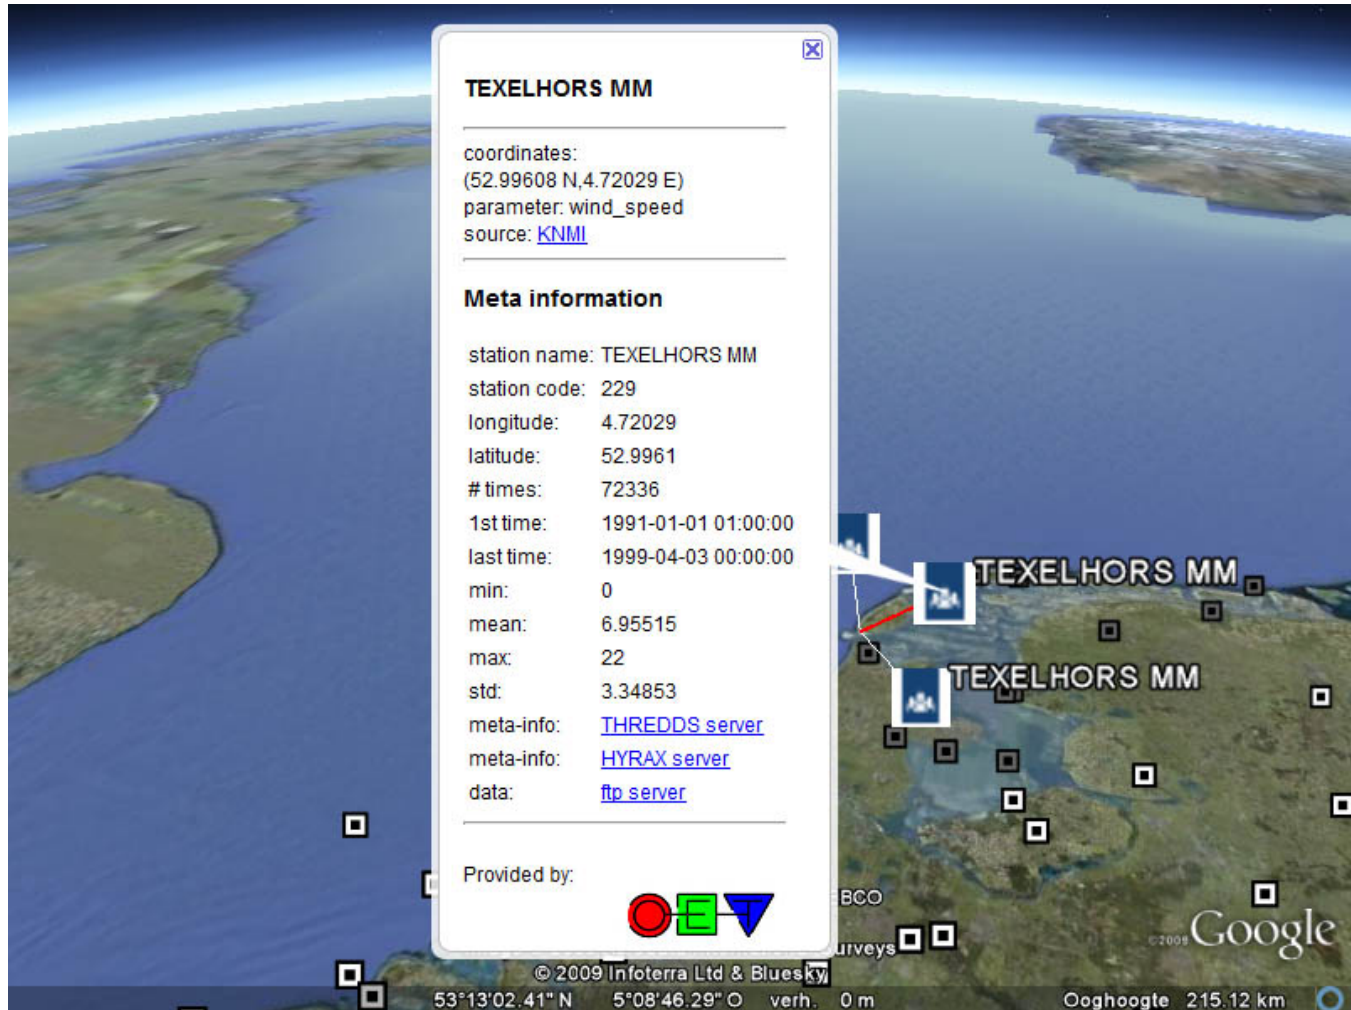 TEXELHORS MM
coordinates:
(52.99608 N,4.72029 E)
parameter: wind_speed
source: KNMI
Meta information
station name: TEXELHORS MM
station code: 229
longitude: 4.72029
latitude: 52.9961
# times: 72336
1st time: 1991-01-01 01:00:00
last time: 1999-04-03 00:00:00
min: 0
mean: 6.95515
max: 22
std: 3.34853
meta-info: THREDDS server
meta-info: HYRAX server
data: ftp server
Provided by:
O E T
TEXELHORS MM
TEXELHORS MM
BCO
urveys
©2009 Google
© 2009 Infoterra Ltd & Bluesky
53°13'02.41" N 5°08'46.29" O verh. 0 m Ooghoogte 215.12 km